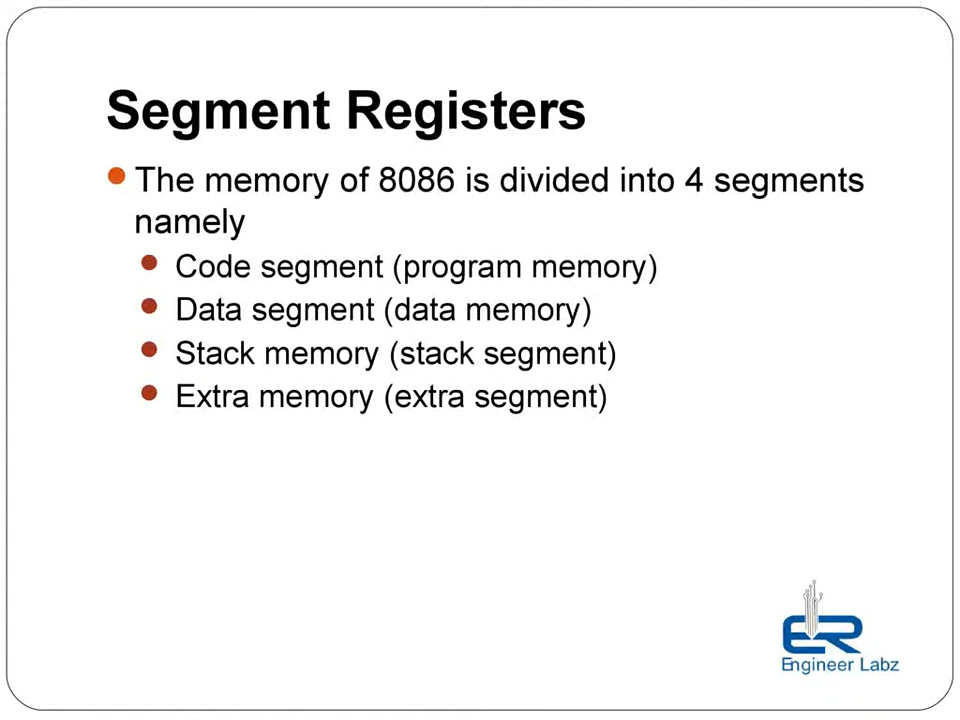 Segment Registers
The memory of 8086 is divided into 4 segments
namely
Code segment (program memory)
Data segment (data memory)
Stack memory (stack segment)
Extra memory (extra segment)
ER
Engineer Labz